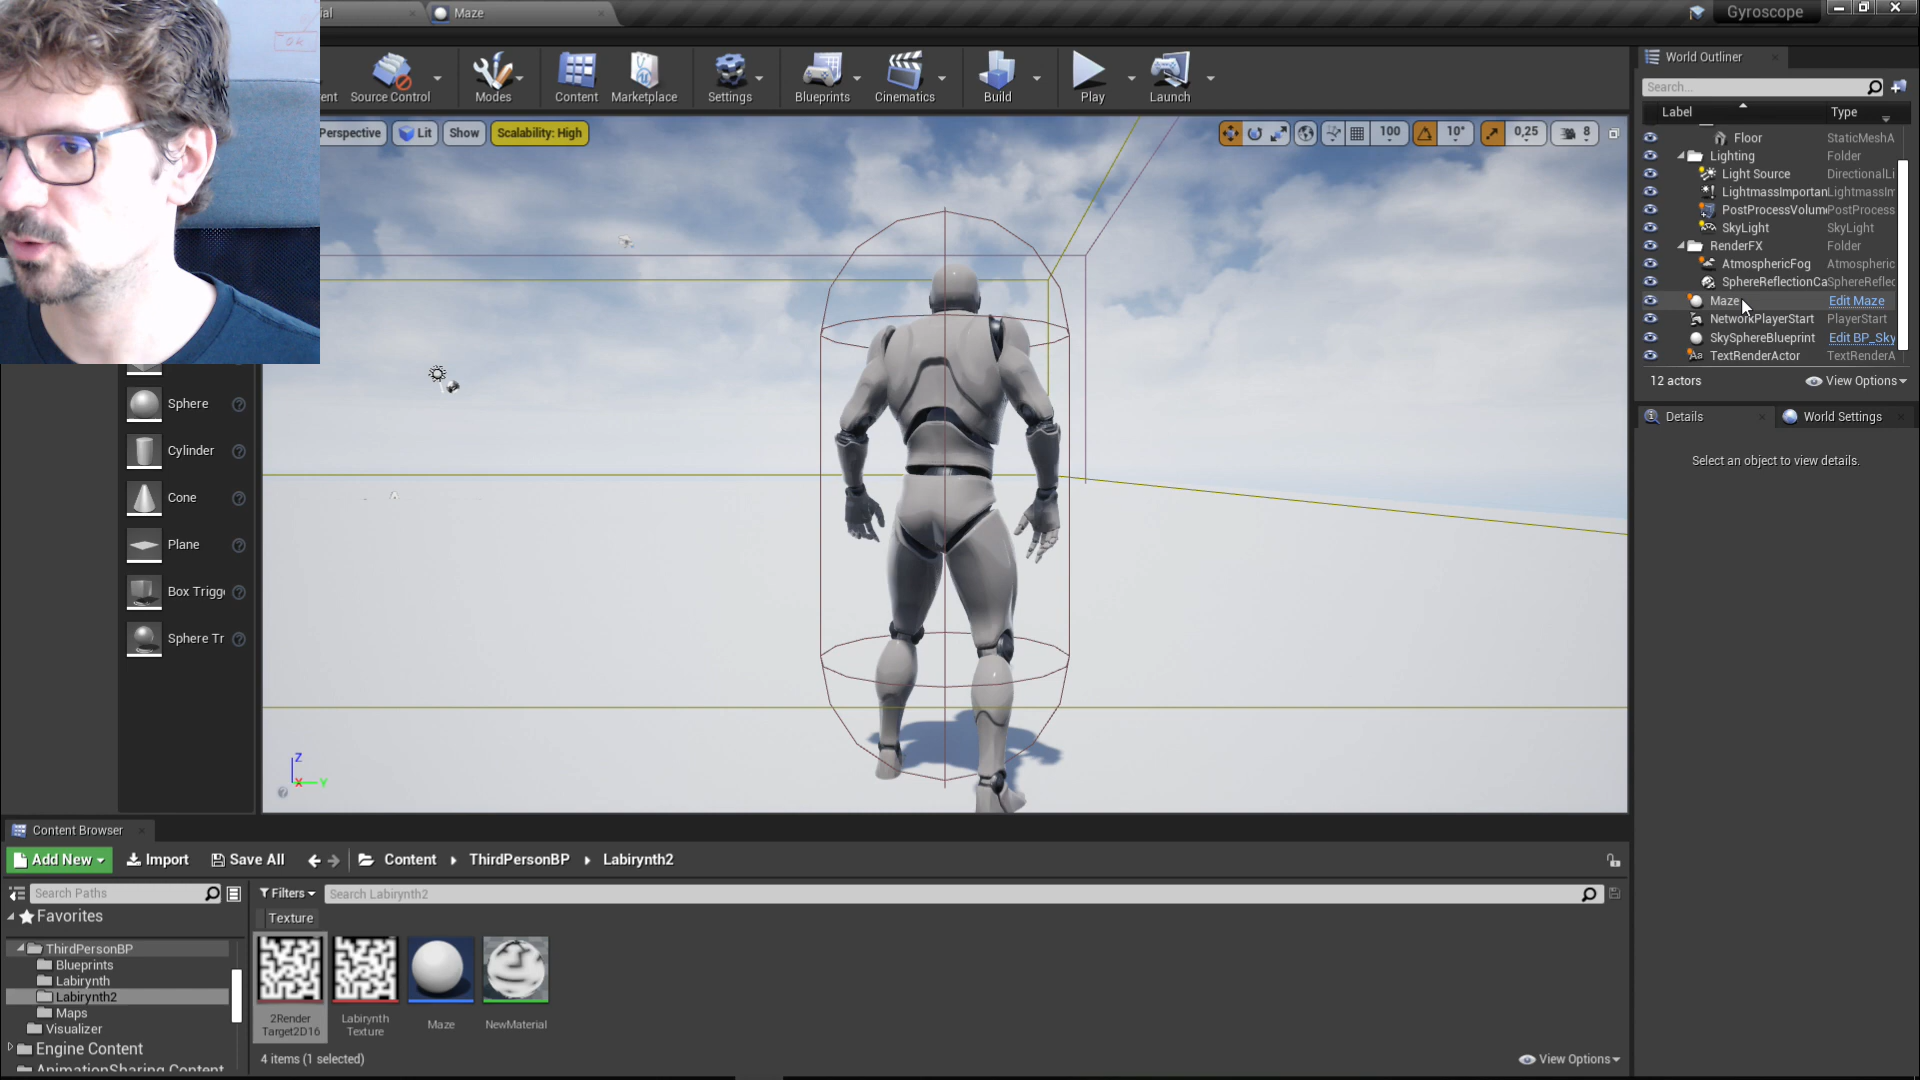 ial
Maze
Gyroscope
ent
Source Control
Modes
Content
Marketplace
Settings
Blueprints
Cinematics
Build
Play
Launch
Perspective
Lit
Show
Scalability: High
100
10°
0,25
8
World Outliner
Search...
Label
Type
Floor
StaticMeshA
Lighting
Folder
Light Source
DirectionalLi
LightmassImportan
LightmassIm
PostProcessVolum
PostProcess
SkyLight
SkyLight
RenderFX
Folder
AtmosphericFog
Atmospheric
SphereReflectionCa
SphereReflec
Maze
Edit Maze
NetworkPlayerStart
PlayerStart
SkySphereBlueprint
Edit BP_Sky
TextRenderActor
TextRenderA
12 actors
View Options
Details
World Settings
Select an object to view details.
Sphere
Cylinder
Cone
Plane
Box Trigg
Sphere Tr
Z
X
Y
Content Browser
Add New
Import
Save All
Content
ThirdPersonBP
Labirynth2
Search Paths
Filters
Search Labirynth2
Favorites
Texture
ThirdPersonBP
Blueprints
Labirynth
Labirynth2
Maps
Visualizer
Engine Content
AnimationSharing Content
2Render
Target2D16
Labirynth
Texture
Maze
NewMaterial
4 items (1 selected)
View Options